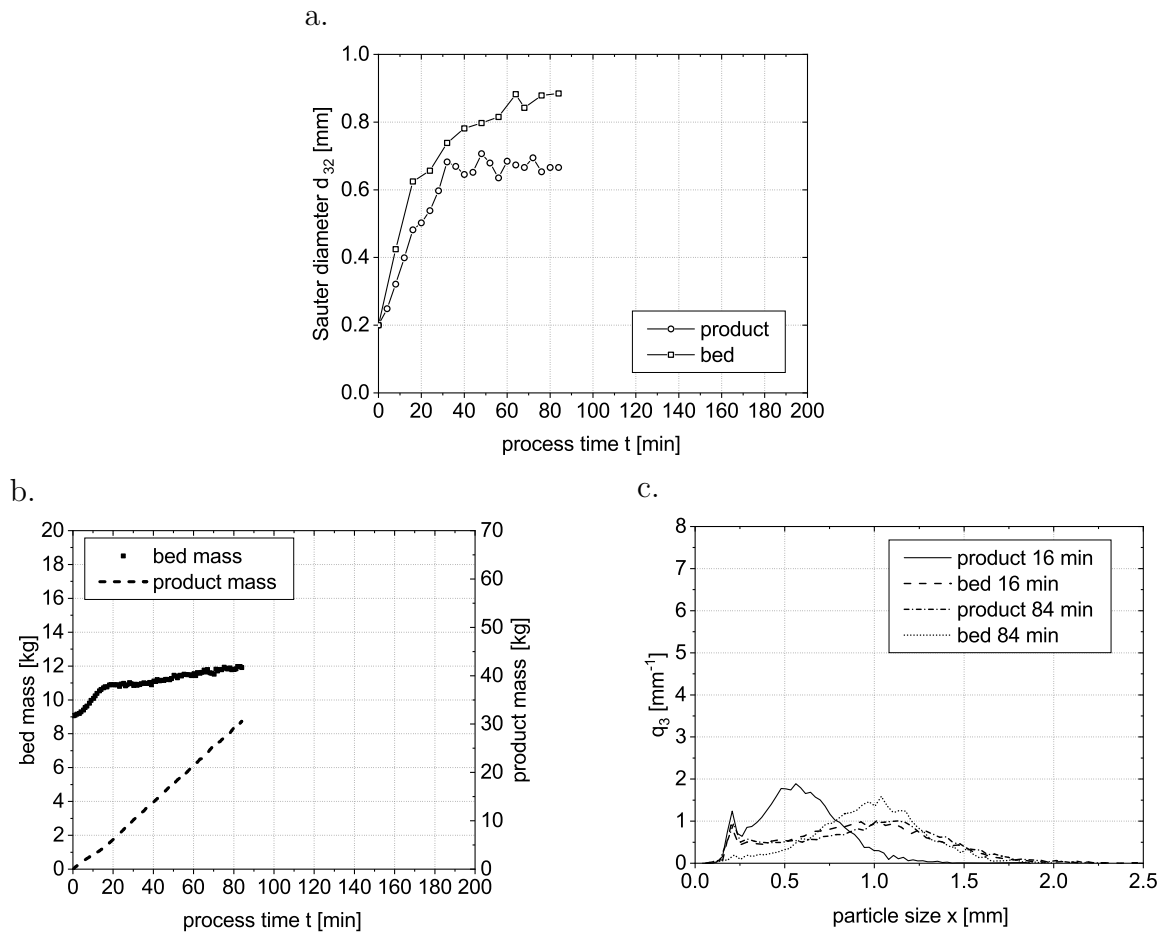 a.
1.0
0.8
0.6
0.4
0.2
0.0
Sauter diameter d32 [mm]
0 20 40 60 80 100 120 140 160 180 200
process time t [min]
product
bed
b.
20
18
16
14
12
10
8
6
4
2
0
bed mass [kg]
bed mass
product mass
70
60
50
40
30
20
10
0
product mass [kg]
0 20 40 60 80 100 120 140 160 180 200
process time t [min]
c.
8
7
6
5
4
3
2
1
0
q3 [mm-1]
product 16 min
bed 16 min
product 84 min
bed 84 min
0.0 0.5 1.0 1.5 2.0 2.5
particle size x [mm]